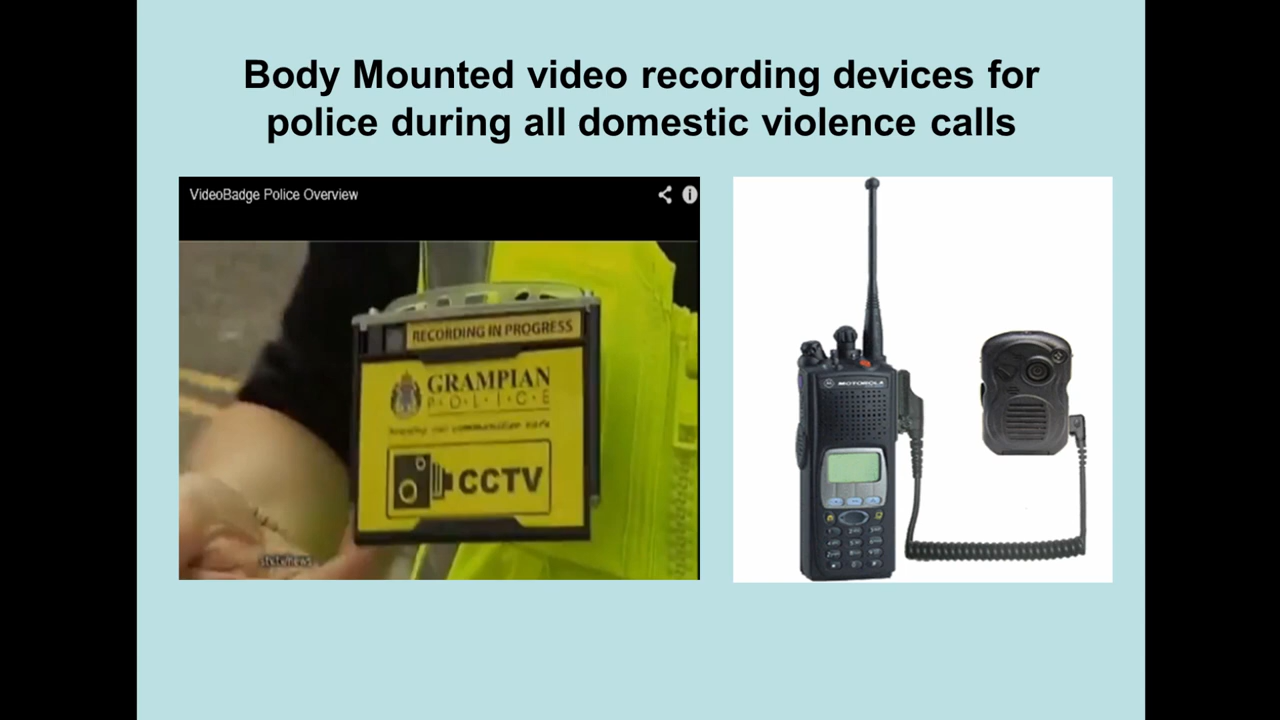 Body Mounted video recording devices for
police during all domestic violence calls
VideoBadge Police Overview
RECORDING IN PROGRESS
GRAMPIAN
P·O·L·I·C·E
CCTV
MOTOROLA